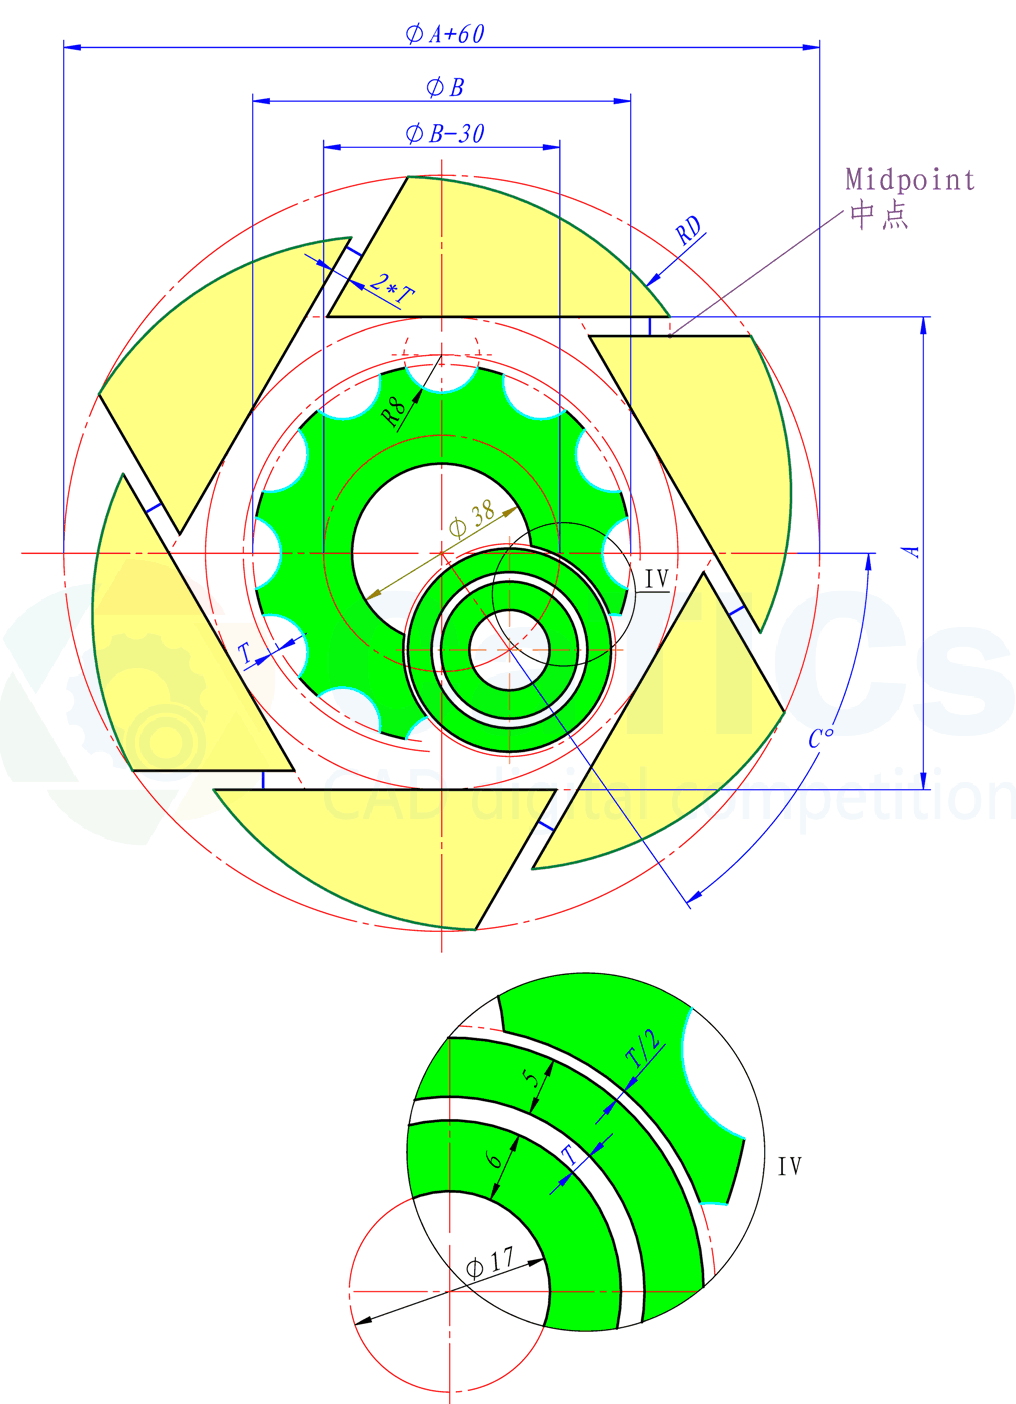 ϕA+60
ϕB
ϕB-30
Midpoint
中点
RD
2*T
R8
ϕ38
A
IV
T
C°
CAD digital competition
T/2
5
T
6
IV
ϕ17